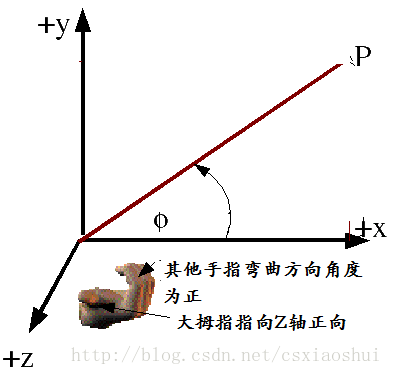 +y
P
φ
+x
其他手指弯曲方向角度
为正
大拇指指向Z轴正向
+z
http://blog.csdn.net/csxiaoshui